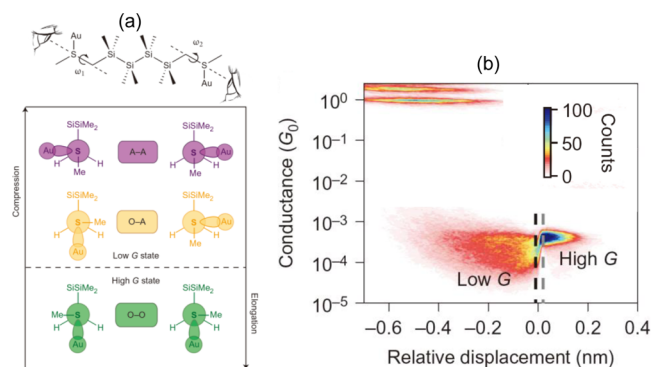 (a)
Au
S
Si
Si
Si
Si
S
Au
ω1
ω2
Compression
Elongation
SiSiMe2
Au
S
H
H
Me
A–A
SiSiMe2
S
Au
H
H
Me
SiSiMe2
S
Me
H
H
Au
O–A
SiSiMe2
S
Au
H
H
Me
Low G state
High G state
SiSiMe2
Me
S
H
H
Au
O–O
SiSiMe2
S
Me
H
H
Au
(b)
Conductance (G0)
10^0
10^−1
10^−2
10^−3
10^−4
10^−5
100
50
0
Counts
Low G
High G
−0.6
−0.4
−0.2
0.0
0.2
0.4
Relative displacement (nm)